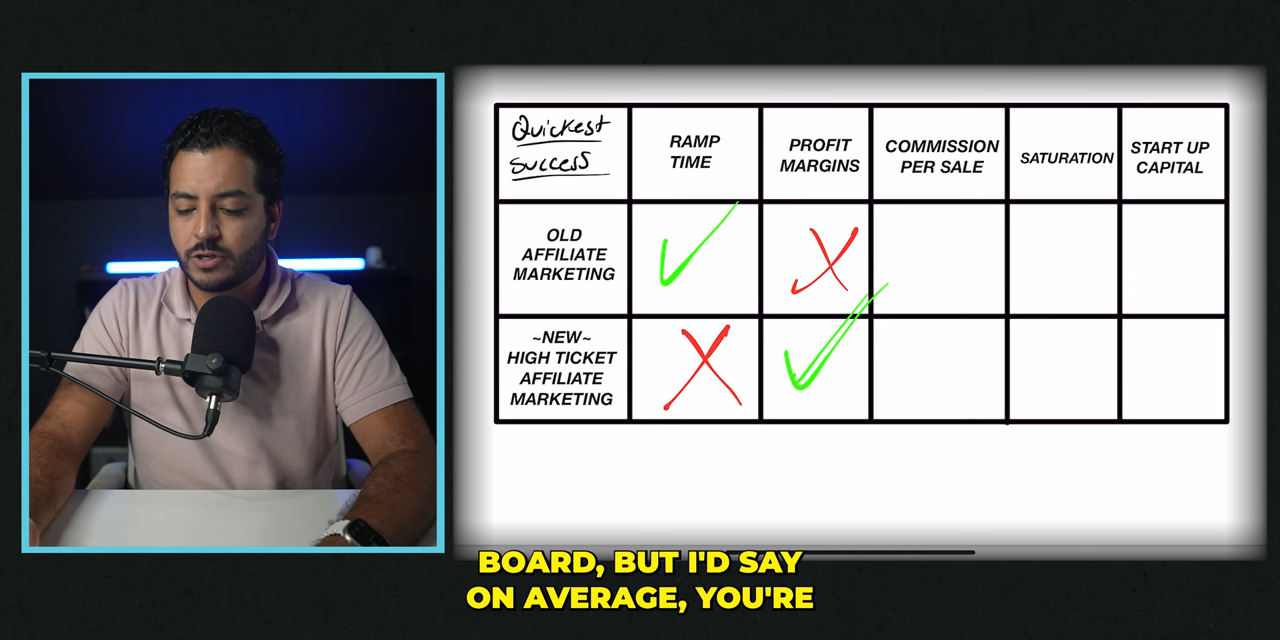 Quickest
Success
RAMP
TIME
PROFIT
MARGINS
COMMISSION
PER SALE
SATURATION
START UP
CAPITAL
OLD
AFFILIATE
MARKETING
~NEW~
HIGH TICKET
AFFILIATE
MARKETING
BOARD, BUT I'D SAY
ON AVERAGE, YOU'RE